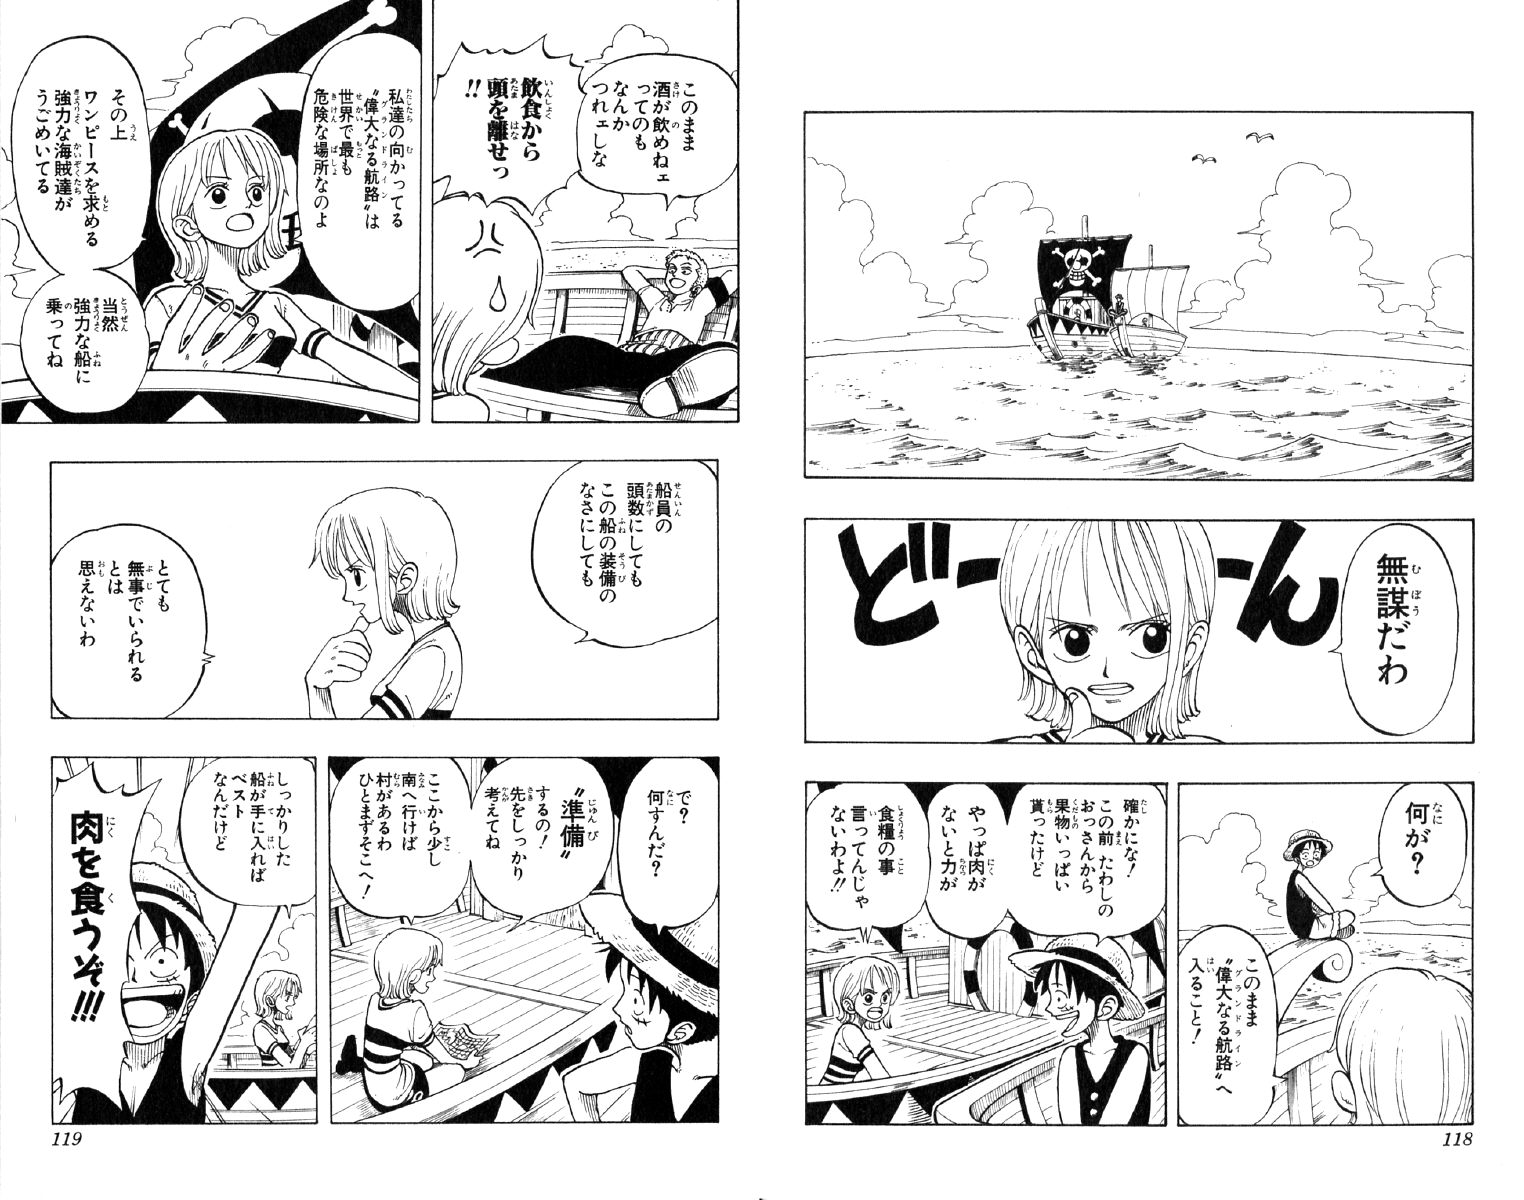 無謀だわ
どーん
何が？
このまま
“偉大なる航路”へ
入ること！
確かにな！
この前 たわしの
おっさんから
果物いっぱい
貰ったけど
やっぱ肉が
ないと力が
食糧の事
言ってんじゃ
ないわよ!!
118
このまま
酒が飲めねェ
ってのも
なんか
つれェしな
飲食から
頭を離せっ
!!
私達の向かってる
“偉大なる航路”は
世界で最も
危険な場所なのよ
その上
ワンピースを求める
強力な海賊達が
うごめいてる
当然
強力な船に
乗ってね
船員の
頭数にしても
この船の装備の
なさにしても
とても
無事でいられる
とは
思えないわ
で？
何すんだ？
“準備”
するの！
先をしっかり
考えてね
ここから少し
南へ行けば
村があるわ
ひとまずそこへ！
しっかりした
船が手に入れば
ベスト
なんだけど
肉を食うぞ!!!
119